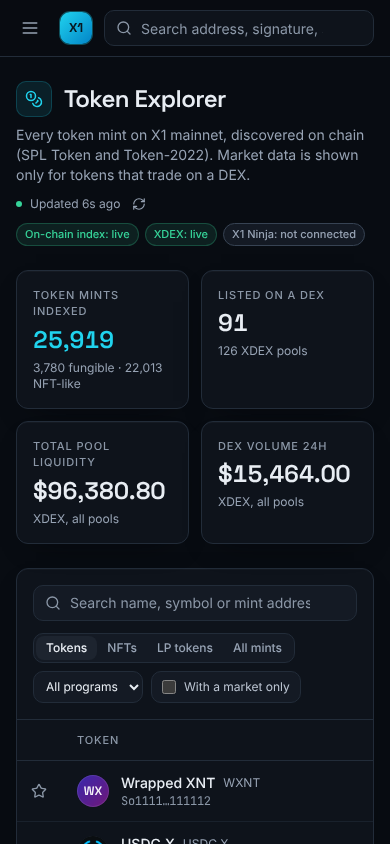 X1
Search address, signature,
Token Explorer
Every token mint on X1 mainnet, discovered on chain
(SPL Token and Token-2022). Market data is shown
only for tokens that trade on a DEX.
Updated 6s ago
On-chain index: live
XDEX: live
X1 Ninja: not connected
TOKEN MINTS
INDEXED
25,919
3,780 fungible · 22,013
NFT-like
LISTED ON A DEX
91
126 XDEX pools
TOTAL POOL
LIQUIDITY
$96,380.80
XDEX, all pools
DEX VOLUME 24H
$15,464.00
XDEX, all pools
Search name, symbol or mint addres
Tokens
NFTs
LP tokens
All mints
All programs
With a market only
TOKEN
WX
Wrapped XNT WXNT
So1111…111112
USDC.X USDC.X